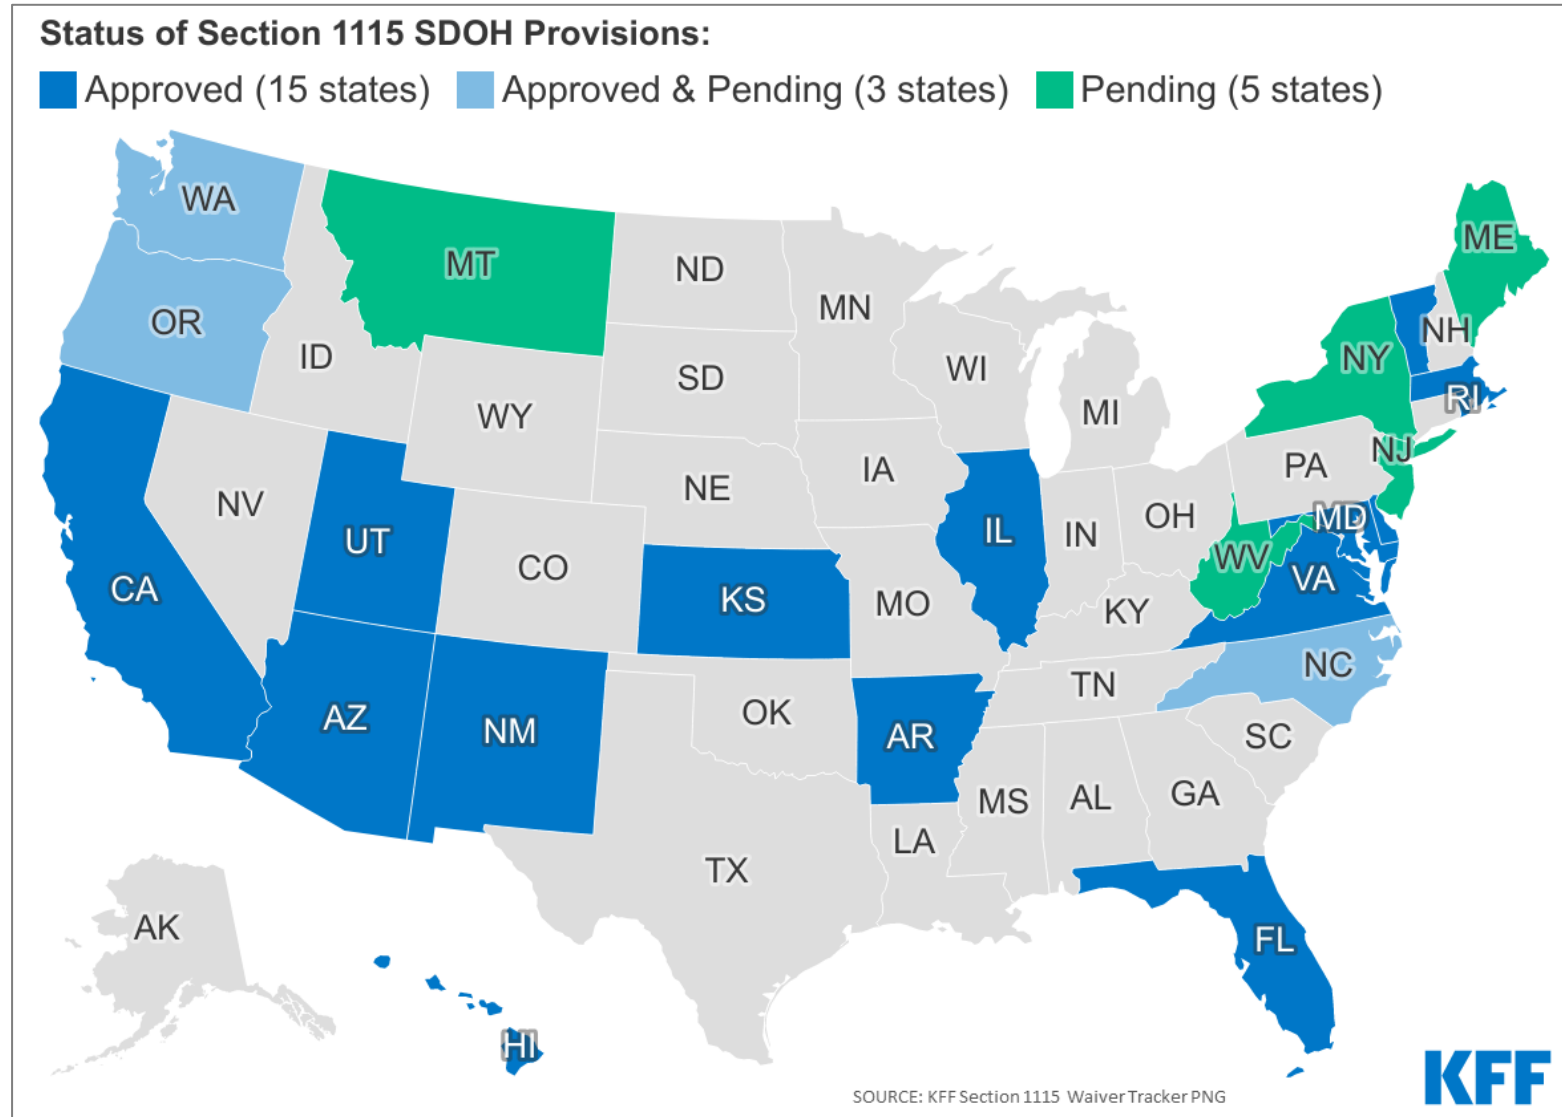 Status of Section 1115 SDOH Provisions:
Approved (15 states) Approved & Pending (3 states) Pending (5 states)
WA
MT
ND
MN
ME
OR
ID
SD
WI
NH
NY
WY
MI
RI
NV
NE
IA
PA
NJ
UT
CO
IL
IN
OH
MD
CA
KS
MO
KY
WV
VA
AZ
NM
OK
AR
TN
NC
SC
TX
LA
MS
AL
GA
AK
HI
FL
SOURCE: KFF Section 1115 Waiver Tracker PNG
KFF